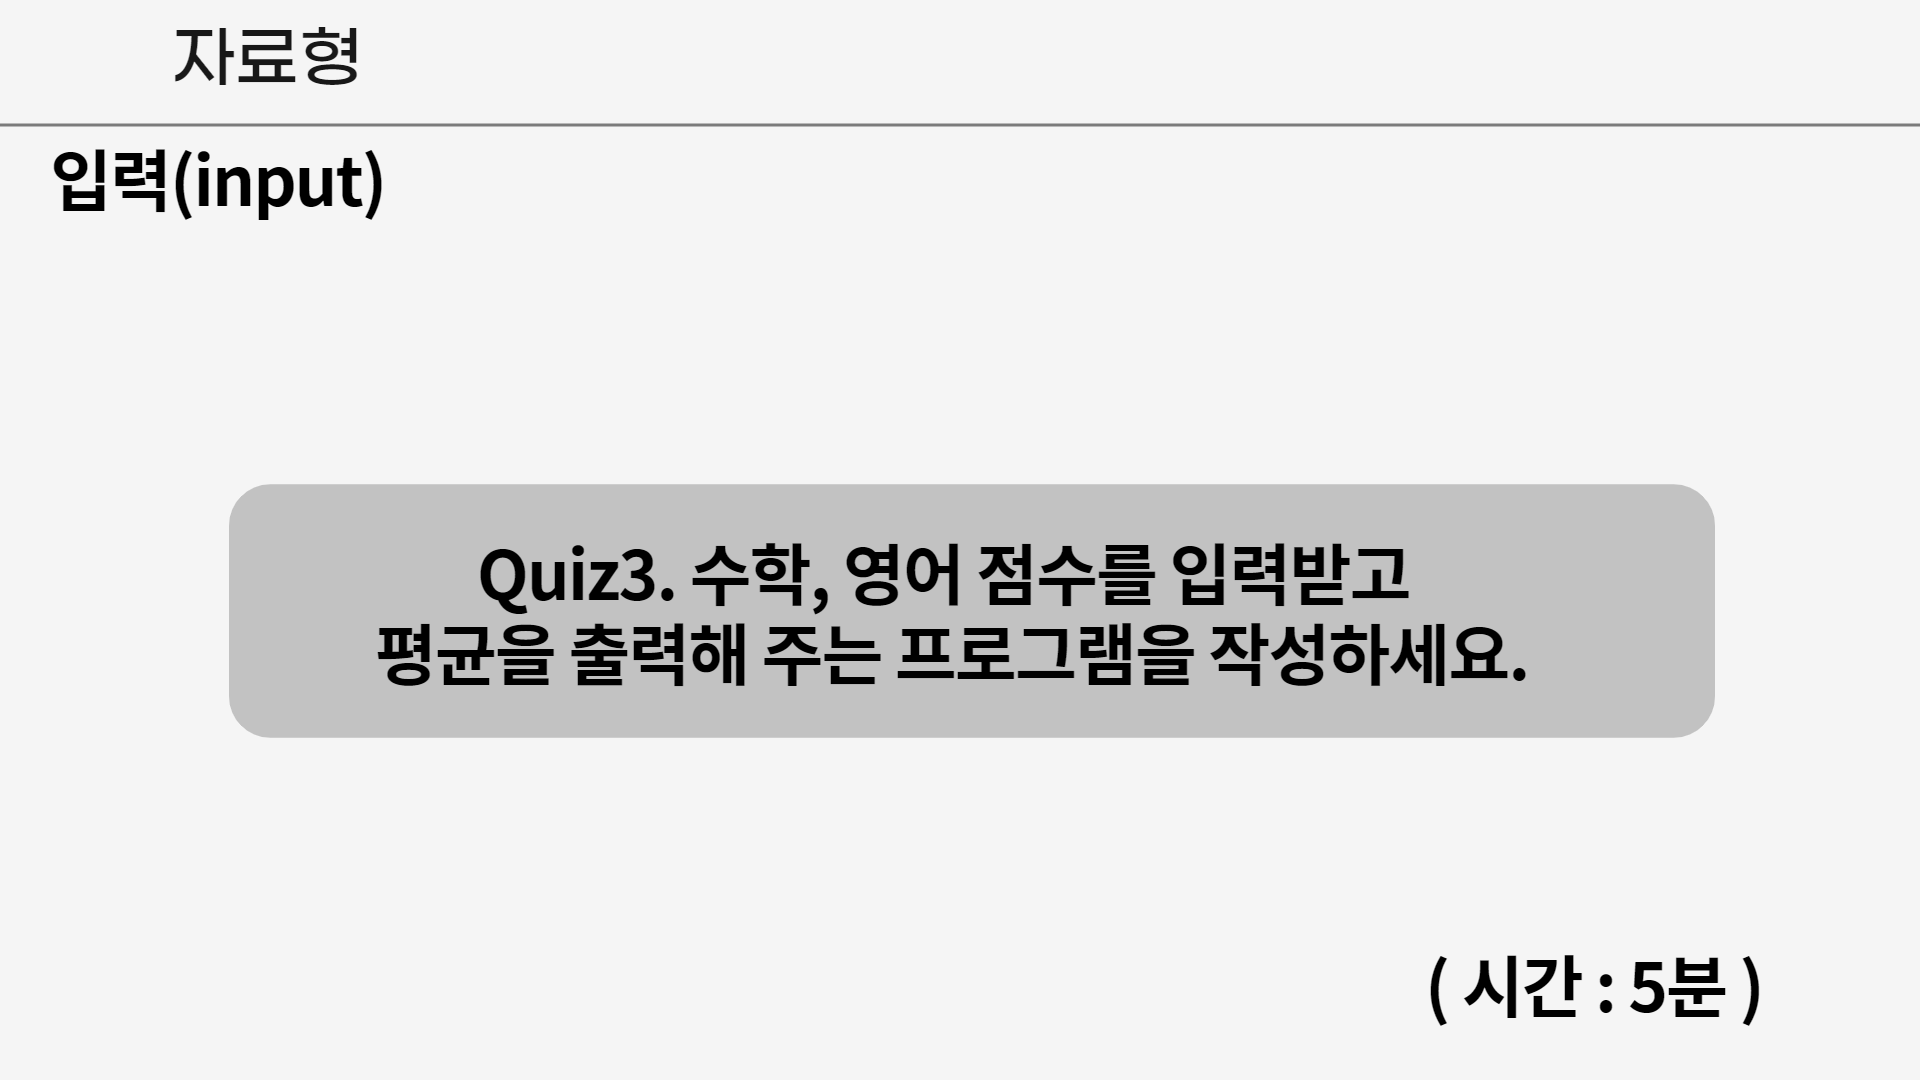 자료형
입력(input)
Quiz3. 수학, 영어 점수를 입력받고
평균을 출력해 주는 프로그램을 작성하세요.
( 시간 : 5분 )